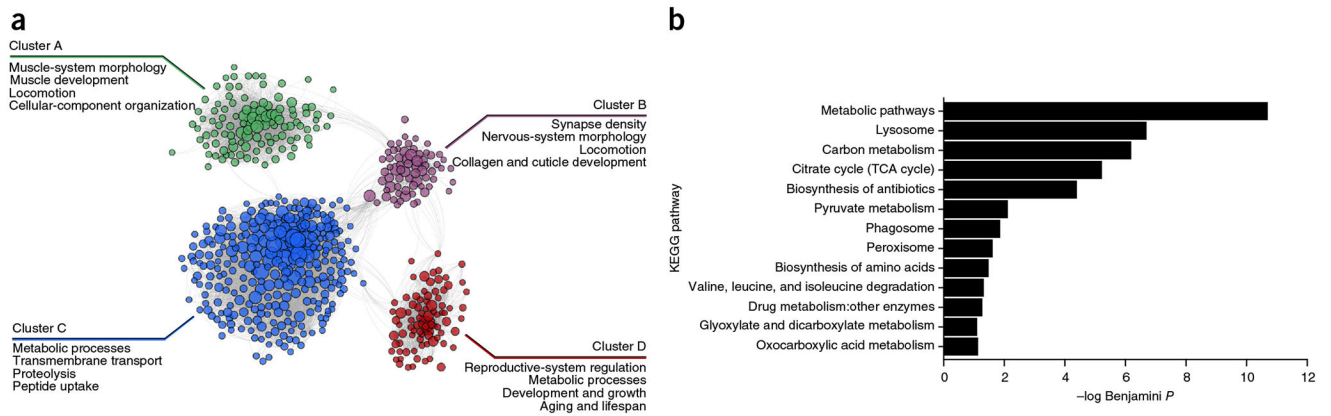 a
Cluster A
Muscle-system morphology
Muscle development
Locomotion
Cellular-component organization
Cluster B
Synapse density
Nervous-system morphology
Locomotion
Collagen and cuticle development
Cluster C
Metabolic processes
Transmembrane transport
Proteolysis
Peptide uptake
Cluster D
Reproductive-system regulation
Metabolic processes
Development and growth
Aging and lifespan
b
KEGG pathway
Metabolic pathways
Lysosome
Carbon metabolism
Citrate cycle (TCA cycle)
Biosynthesis of antibiotics
Pyruvate metabolism
Phagosome
Peroxisome
Biosynthesis of amino acids
Valine, leucine, and isoleucine degradation
Drug metabolism:other enzymes
Glyoxylate and dicarboxylate metabolism
Oxocarboxylic acid metabolism
0 2 4 6 8 10 12
–log Benjamini P